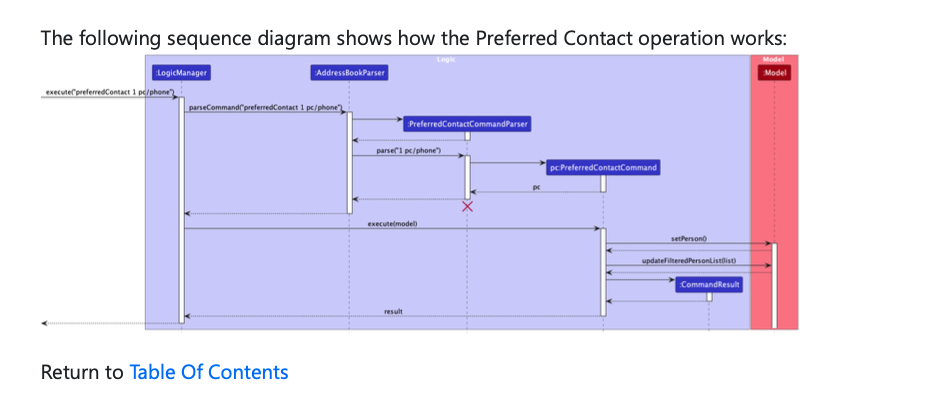 The following sequence diagram shows how the Preferred Contact operation works:
Logic
Model
:LogicManager
:AddressBookParser
:Model
execute("preferredContact 1 pc/phone")
parseCommand("preferredContact 1 pc/phone")
:PreferredContactCommandParser
parse("1 pc/phone")
pc:PreferredContactCommand
pc
execute(model)
setPerson()
updateFilteredPersonList(list)
:CommandResult
result
Return to Table Of Contents